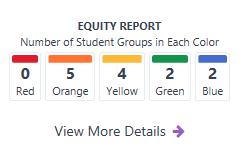 EQUITY REPORT
Number of Student Groups in Each Color
0 5 4 2 2
Red Orange Yellow Green Blue
View More Details